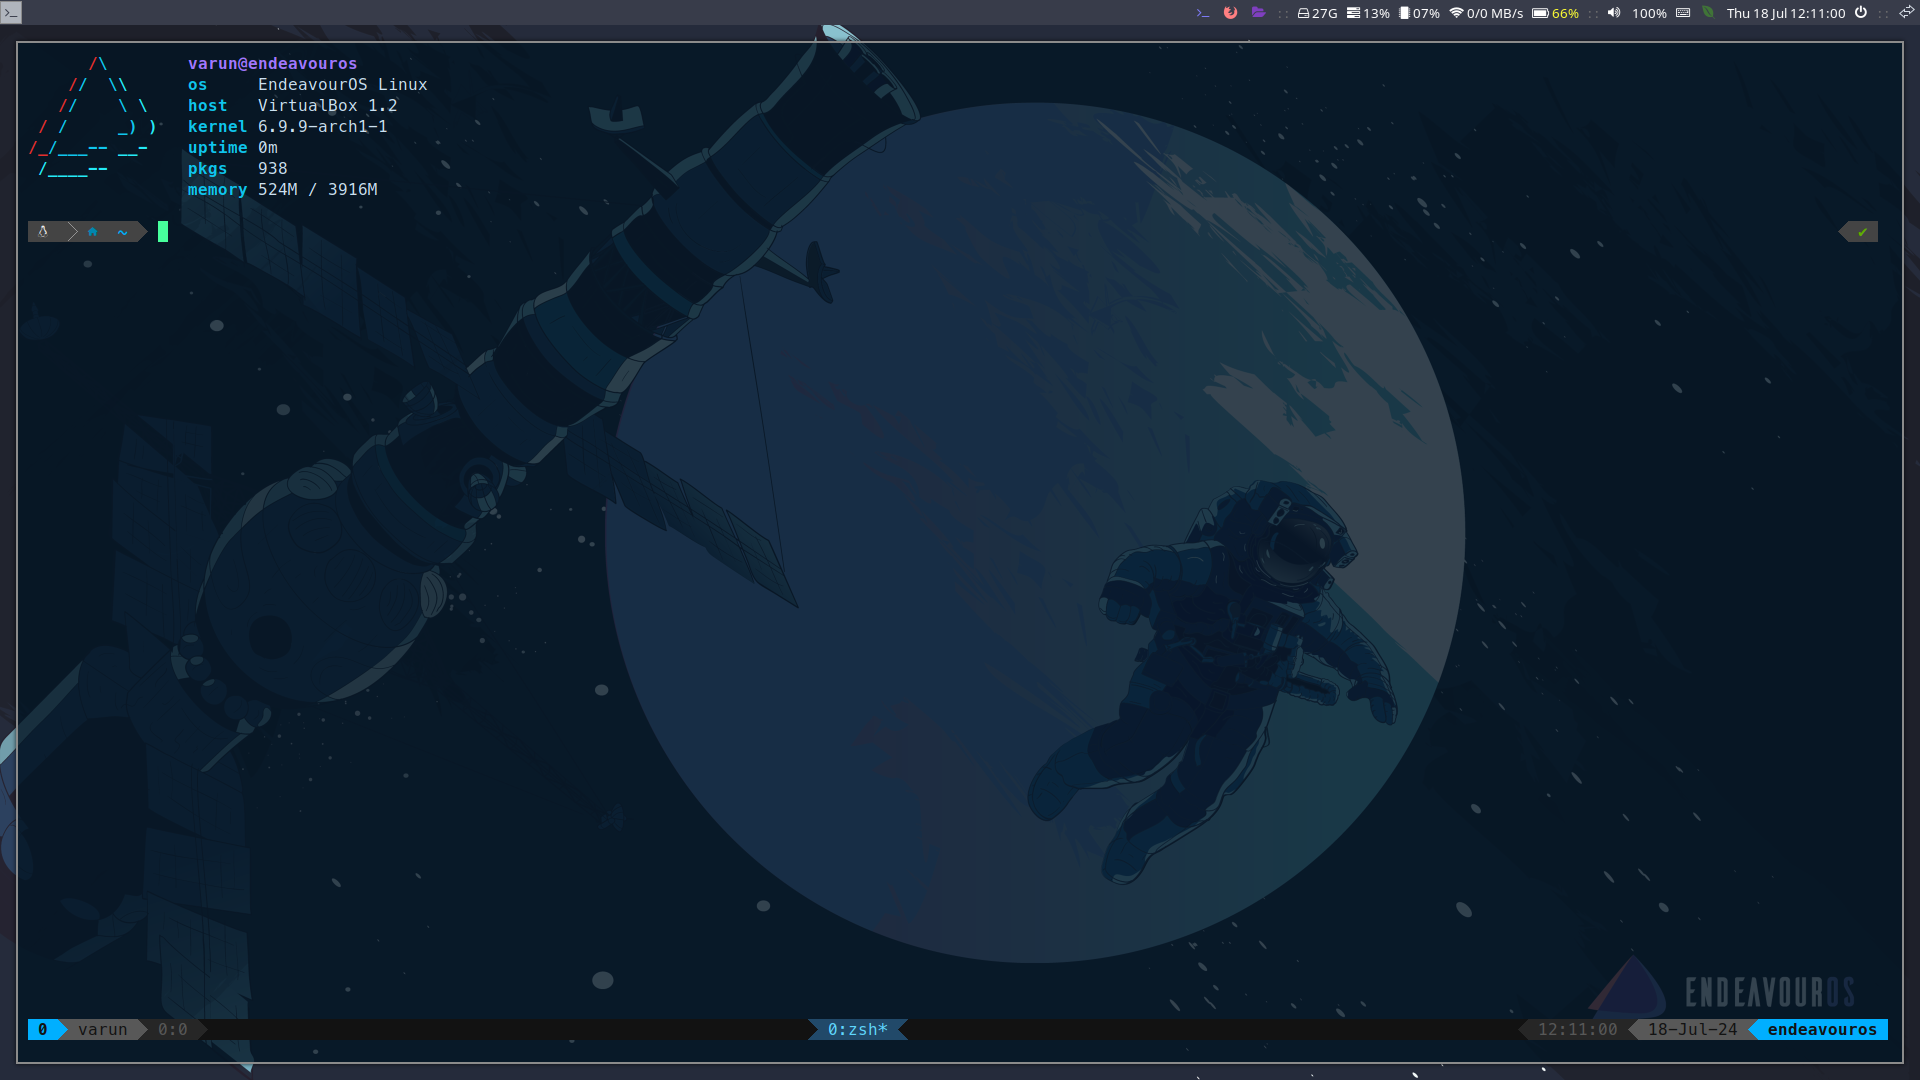 27G 13% 07% 0/0 MB/s 66% 100% Thu 18 Jul 12:11:00
varun@endeavouros
os EndeavourOS Linux
host VirtualBox 1.2
kernel 6.9.9-arch1-1
uptime 0m
pkgs 938
memory 524M / 3916M
~
ENDEAVOUROS
0 varun 0:0 0:zsh* 12:11:00 18-Jul-24 endeavouros